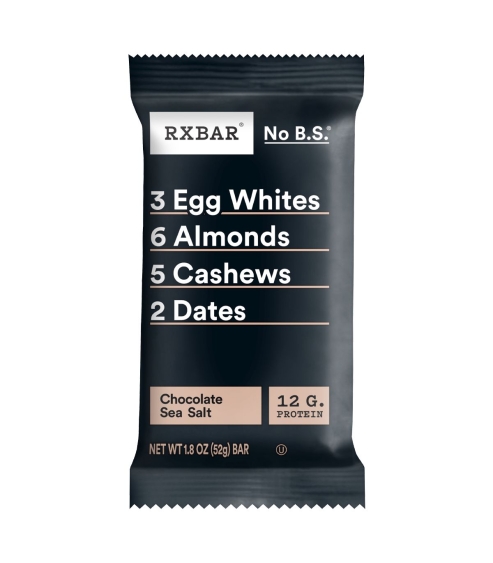 RXBAR® No B.S.®
3 Egg Whites
6 Almonds
5 Cashews
2 Dates
Chocolate
Sea Salt
12 G.
PROTEIN
NET WT 1.8 OZ (52g) BAR Ⓤ